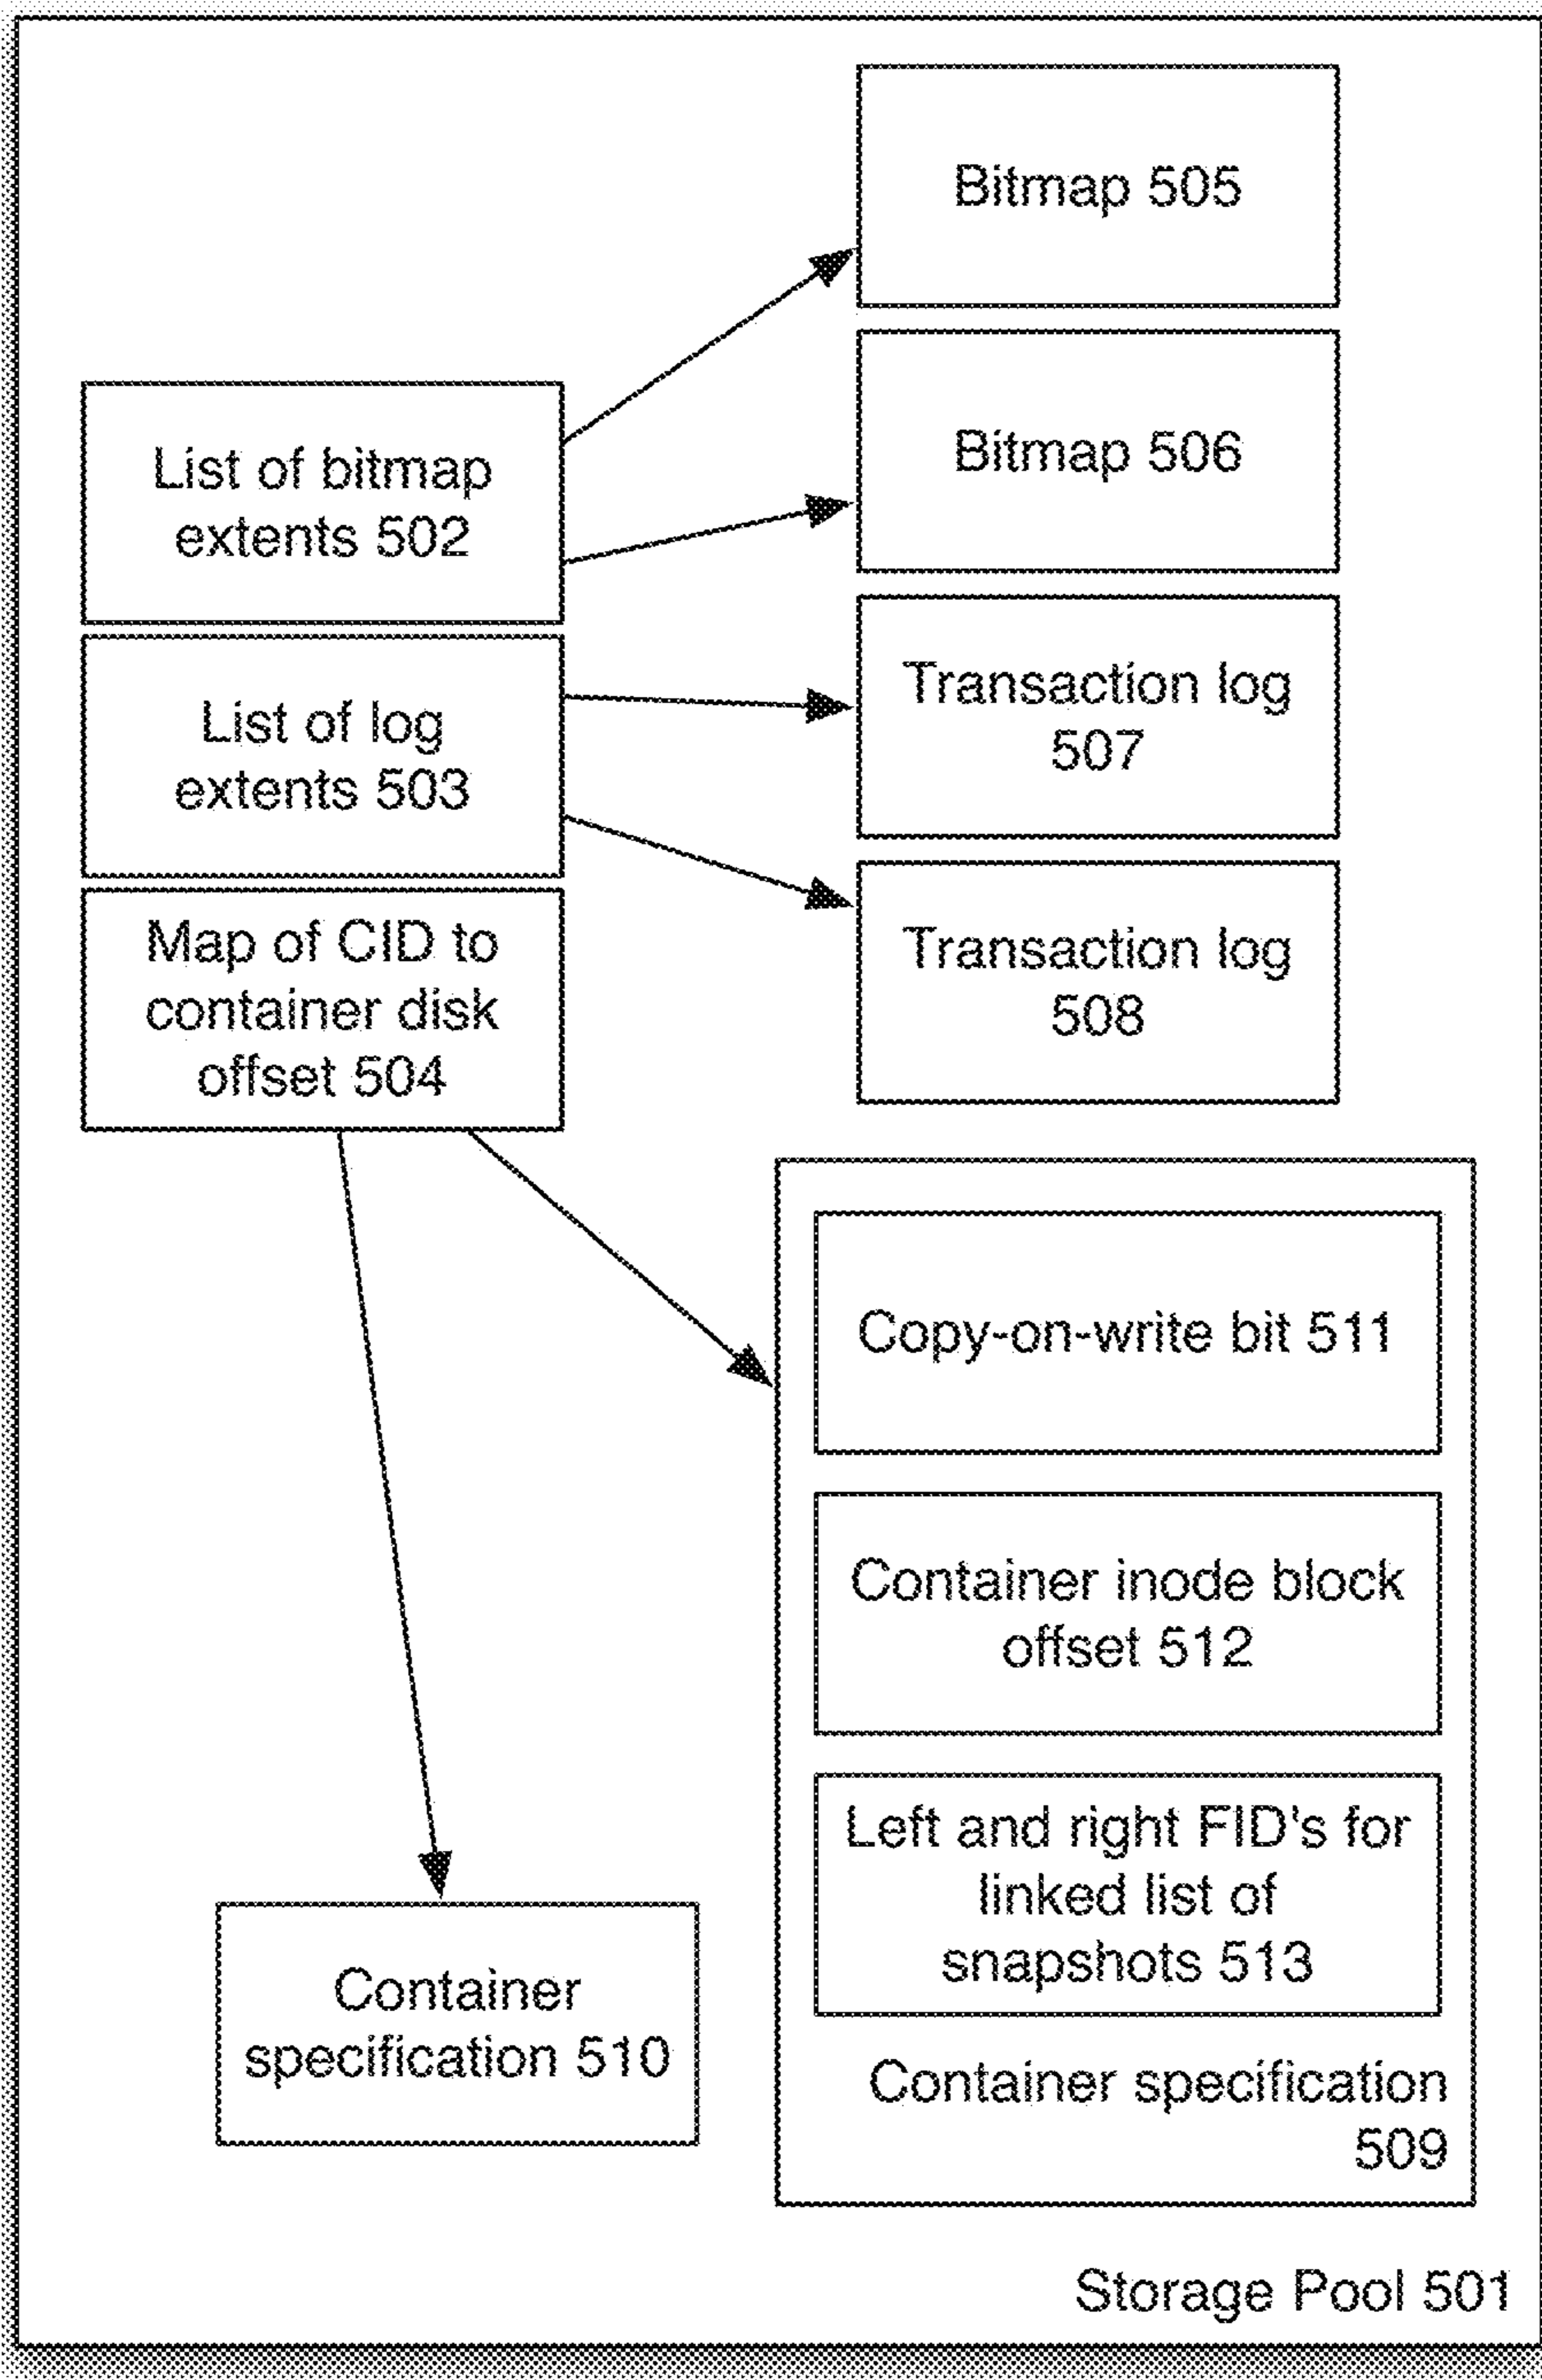 Bitmap 505
Bitmap 506
List of bitmap
extents 502
List of log
extents 503
Map of CID to
container disk
offset 504
Transaction log
507
Transaction log
508
Copy-on-write bit 511
Container inode block
offset 512
Left and right FID's for
linked list of
snapshots 513
Container specification
509
Container
specification 510
Storage Pool 501